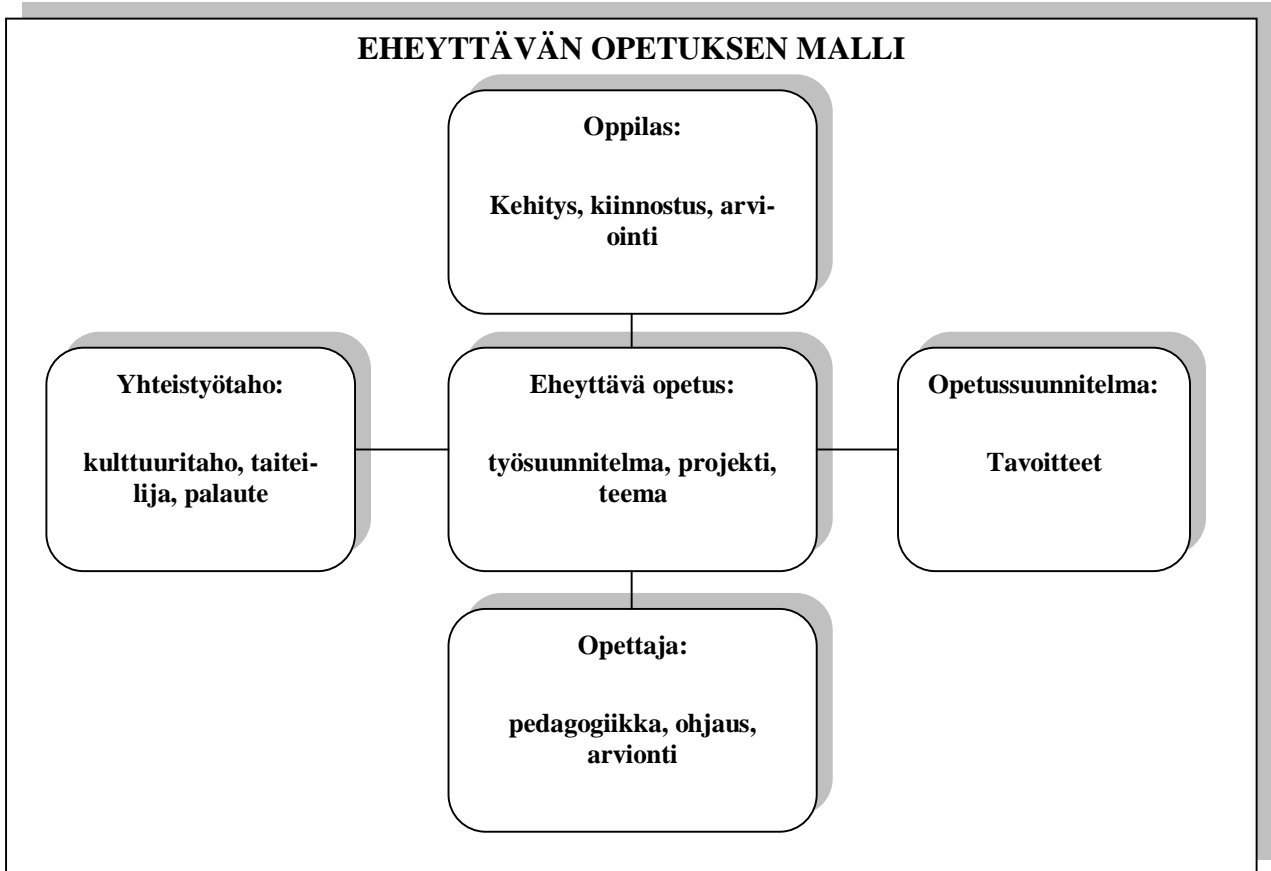 EHEYTTÄVÄN OPETUKSEN MALLI
Oppilas:
Kehitys, kiinnostus, arvi-
ointi
Yhteistyötaho:
kulttuuritaho, taitei-
lija, palaute
Eheyttävä opetus:
työsuunnitelma, projekti,
teema
Opetussuunnitelma:
Tavoitteet
Opettaja:
pedagogiikka, ohjaus,
arvionti